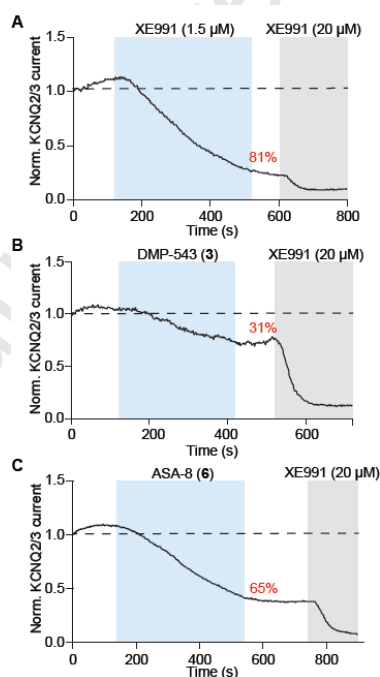 A
XE991 (1.5 µM) XE991 (20 µM)
Norm. KCNQ2/3 current
1.5
1.0
0.5
0.0
81%
0 200 400 600 800
Time (s)
B
DMP-543 (3) XE991 (20 µM)
Norm. KCNQ2/3 current
1.5
1.0
0.5
0.0
31%
0 200 400 600
Time (s)
C
ASA-8 (6) XE991 (20 µM)
Norm. KCNQ2/3 current
1.5
1.0
0.5
0.0
65%
0 200 400 600 800
Time (s)